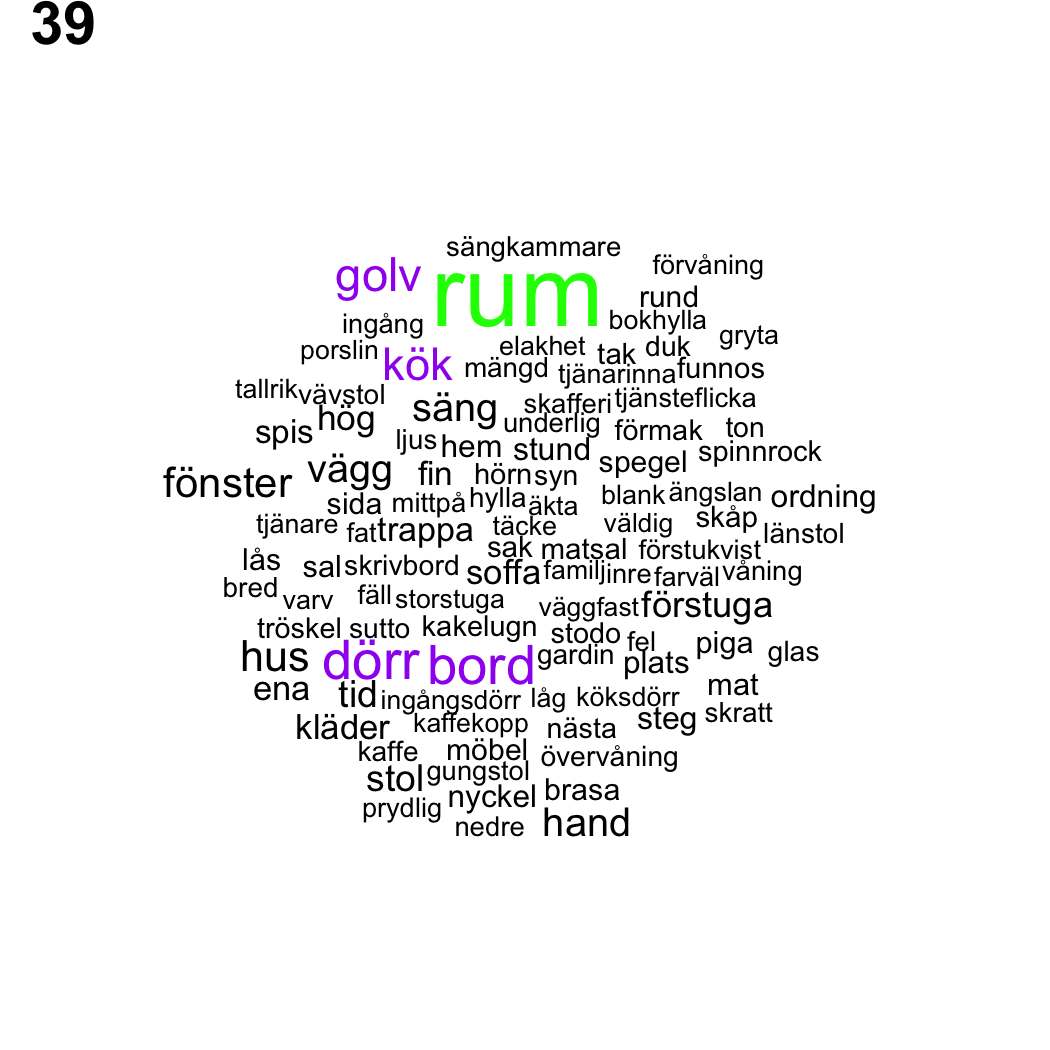 39
sängkammare
golv rum förvåning
rund
ingång bokhylla
porslin kök elakhet tak duk gryta
mängd tjänarinna funnos
tallrik vävstol säng skafferi tjänsteflicka
spis hög underlig förmak ton
ljus hem stund spegel spinnrock
fönster vägg fin hörn syn
sida mittpå hylla äkta blank ängslan ordning
tjänare fat trappa täcke väldig skåp länstol
lås sal skrivbord sak matsal förstukvist
soffa familj inre farväl våning
bred varv fäll storstuga väggfast förstuga
tröskel sutto kakelugn stodo fel piga glas
hus dörr bord gardin plats
ena tid ingångsdörr låg köksdörr mat
kläder kaffekopp nästa steg skratt
kaffe möbel övervåning
stol gungstol
prydlig nyckel brasa
nedre hand